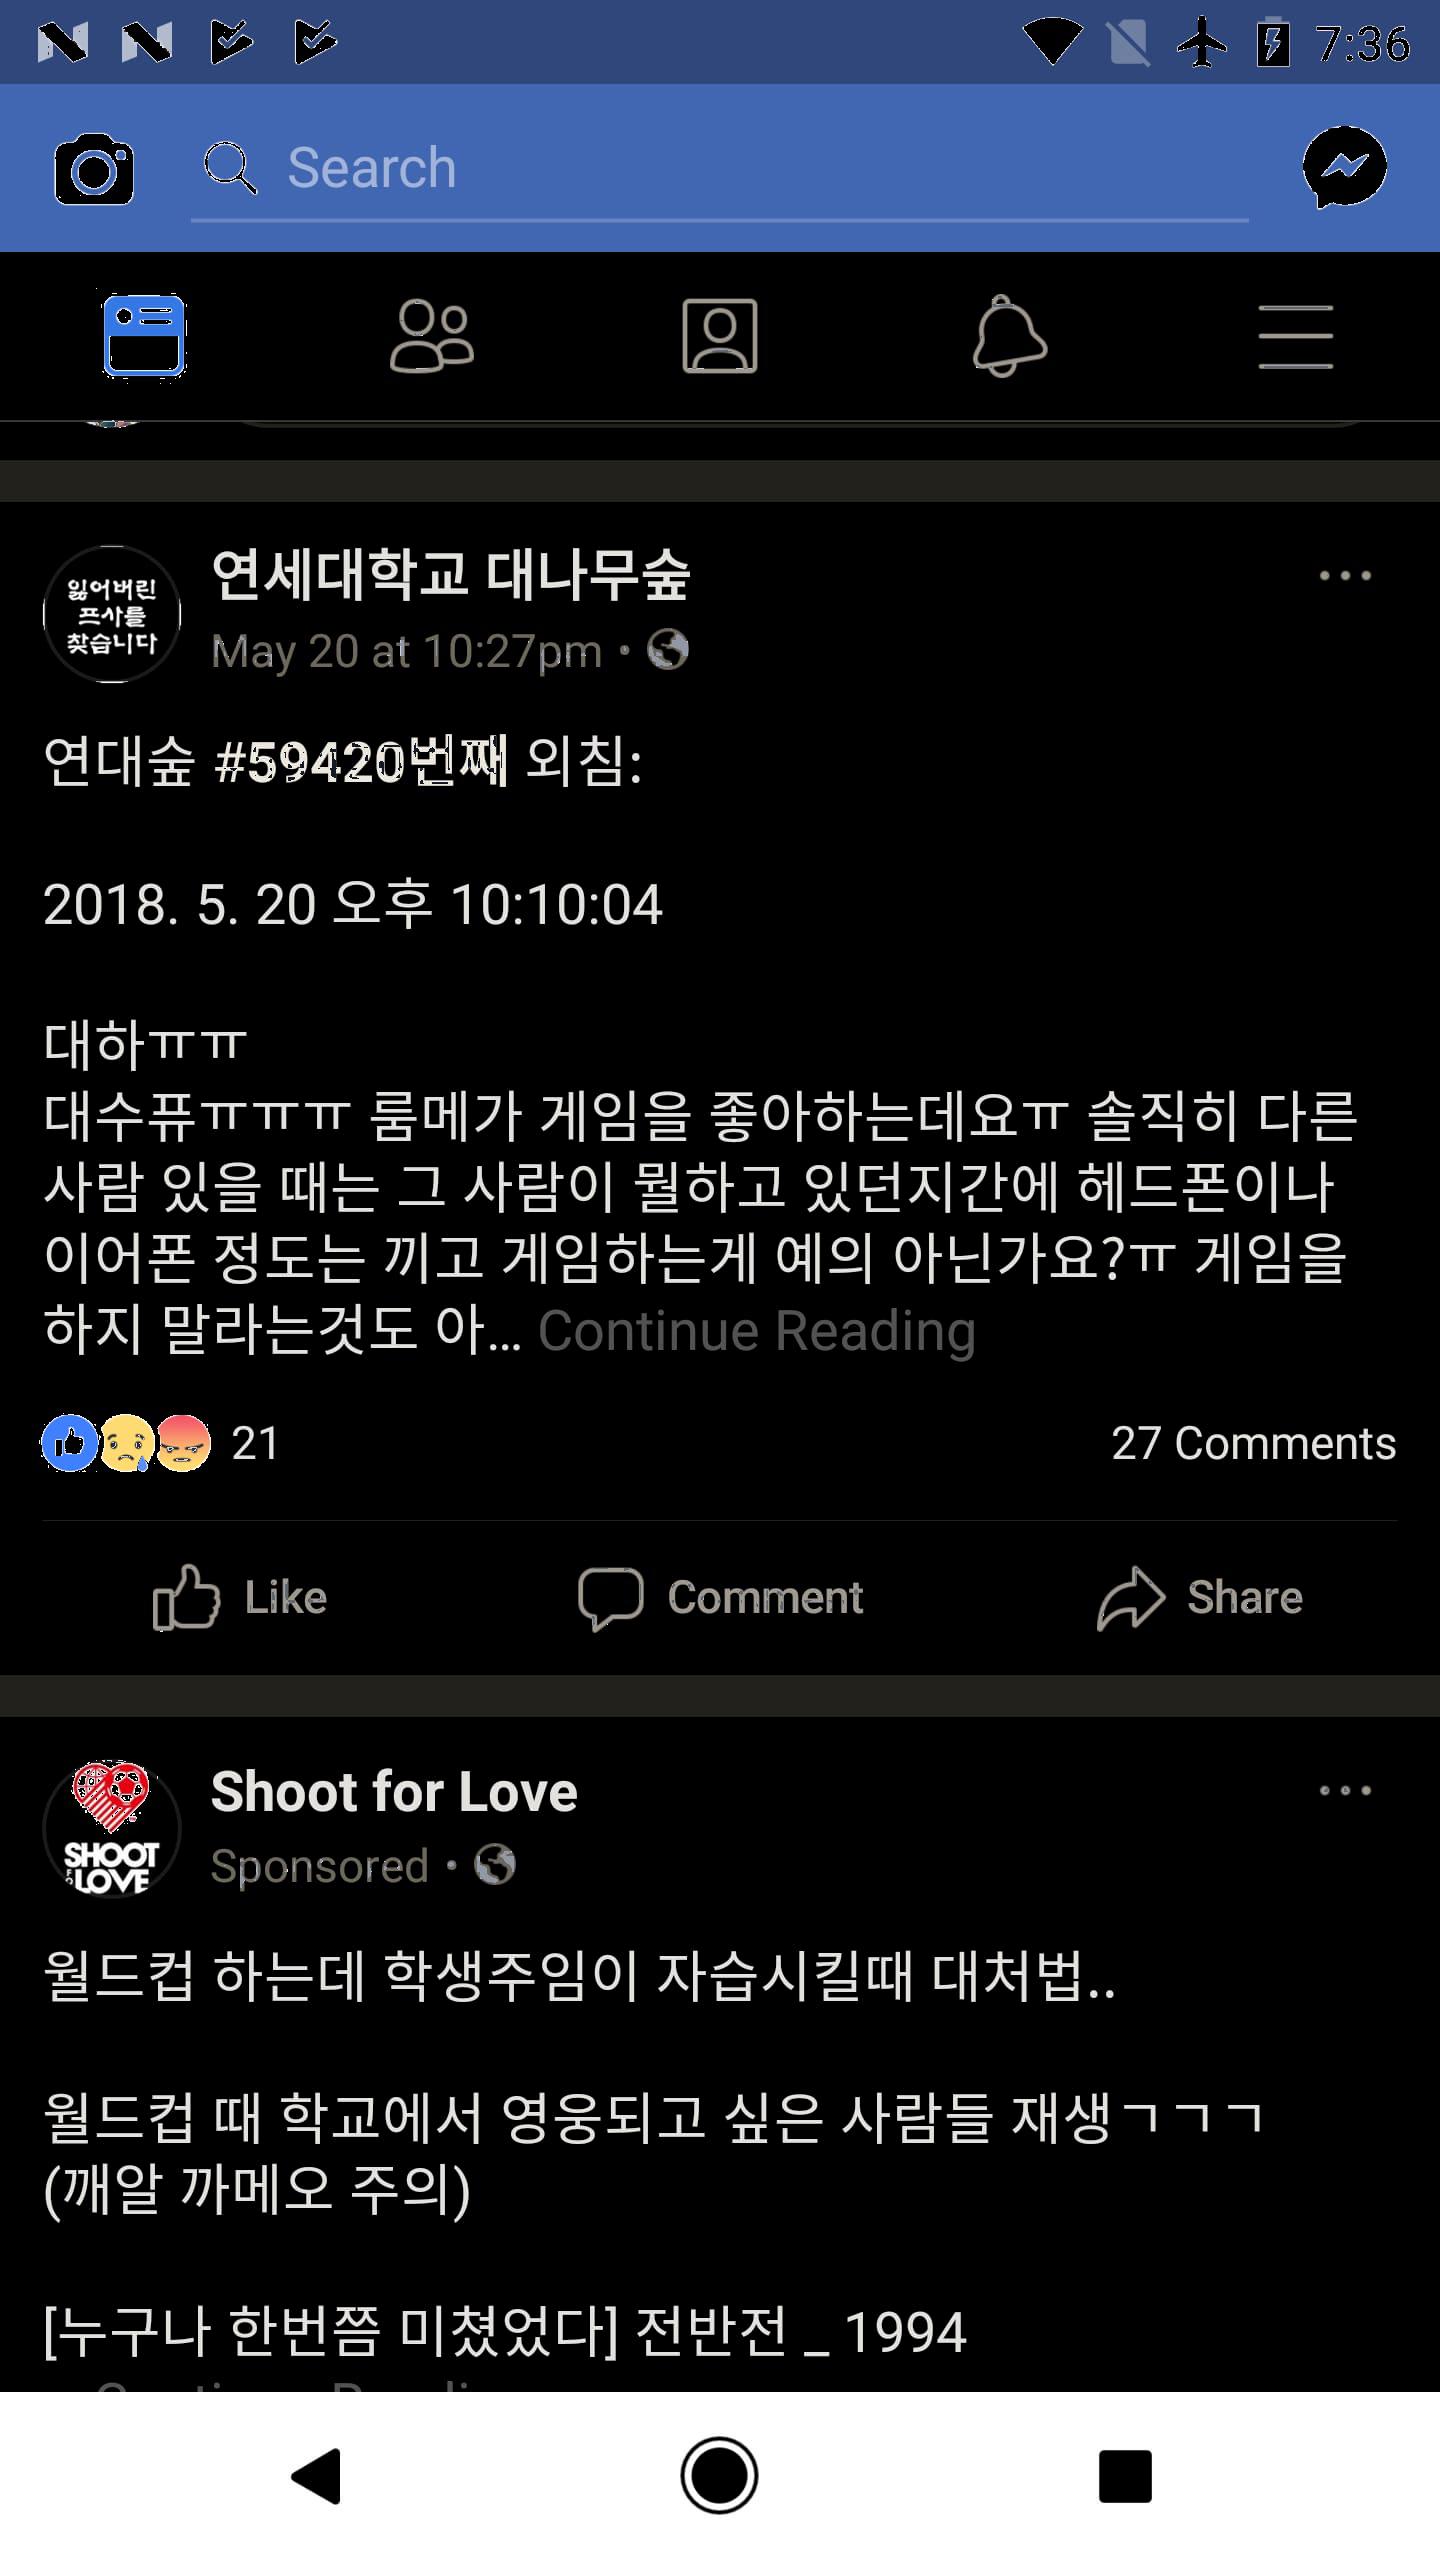 7:36
Search
잃어버린
프사를
찾습니다
연세대학교 대나무숲
May 20 at 10:27pm ·
연대숲 #59420번째 외침:
2018. 5. 20 오후 10:10:04
대하ㅠㅠ
대수퓨ㅠㅠㅠ 룸메가 게임을 좋아하는데요ㅠ 솔직히 다른
사람 있을 때는 그 사람이 뭘하고 있던지간에 헤드폰이나
이어폰 정도는 끼고 게임하는게 예의 아닌가요?ㅠ 게임을
하지 말라는것도 아... Continue Reading
21
27 Comments
Like
Comment
Share
SHOOT
FO LOVE
Shoot for Love
Sponsored ·
월드컵 하는데 학생주임이 자습시킬때 대처법..
월드컵 때 학교에서 영웅되고 싶은 사람들 재생ㄱㄱㄱ
(깨알 까메오 주의)
[누구나 한번쯤 미쳤었다] 전반전 _ 1994
Continue Reading